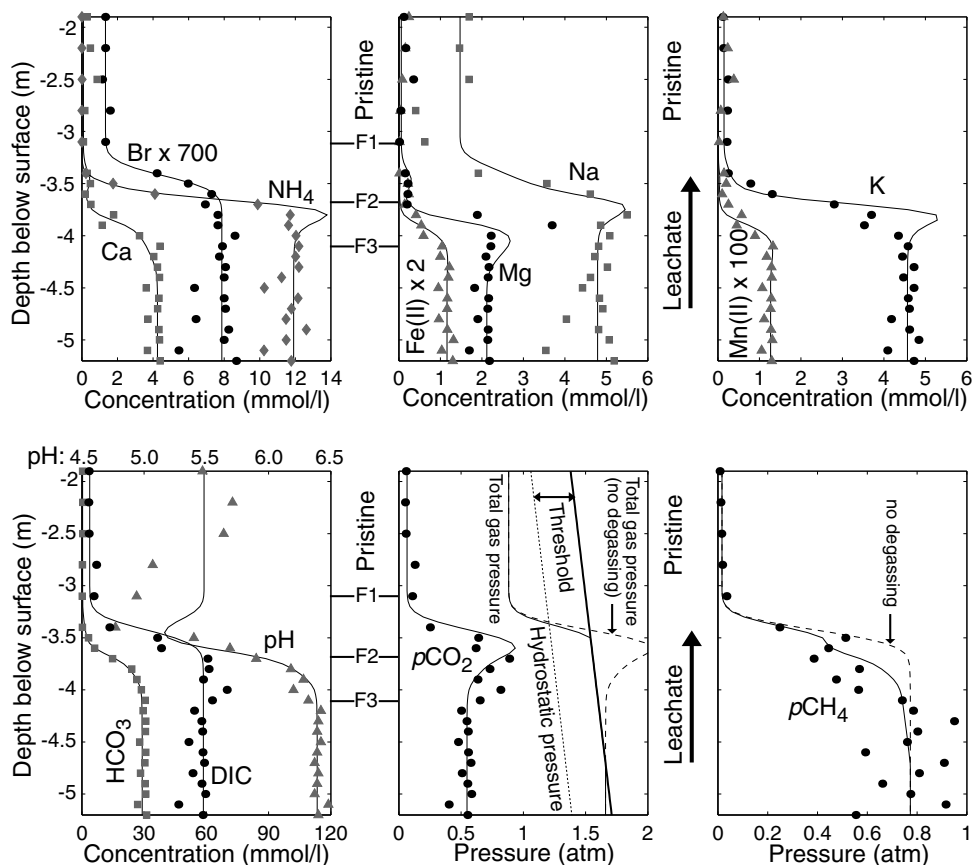 -2
-2.5
-3
-3.5
-4
-4.5
-5
Depth below surface (m)
Br x 700
NH4
Ca
0 2 4 6 8 10 12 14
Concentration (mmol/l)
Pristine
F1
F2
F3
Na
Mg
Fe(II) x 2
0 1 2 3 4 5 6
Concentration (mmol/l)
Pristine
Leachate
K
Mn(II) x 100
0 1 2 3 4 5 6
Concentration (mmol/l)
pH: 4.5 5.0 5.5 6.0 6.5
-2
-2.5
-3
-3.5
-4
-4.5
-5
Depth below surface (m)
pH
HCO3
DIC
0 30 60 90 120
Concentration (mmol/l)
Pristine
F1
F2
F3
Total gas pressure
Threshold
Total gas pressure
(no degassing)
pCO2
Hydrostatic pressure
0 0.5 1 1.5 2
Pressure (atm)
Pristine
Leachate
no degassing
pCH4
0 0.2 0.4 0.6 0.8 1
Pressure (atm)